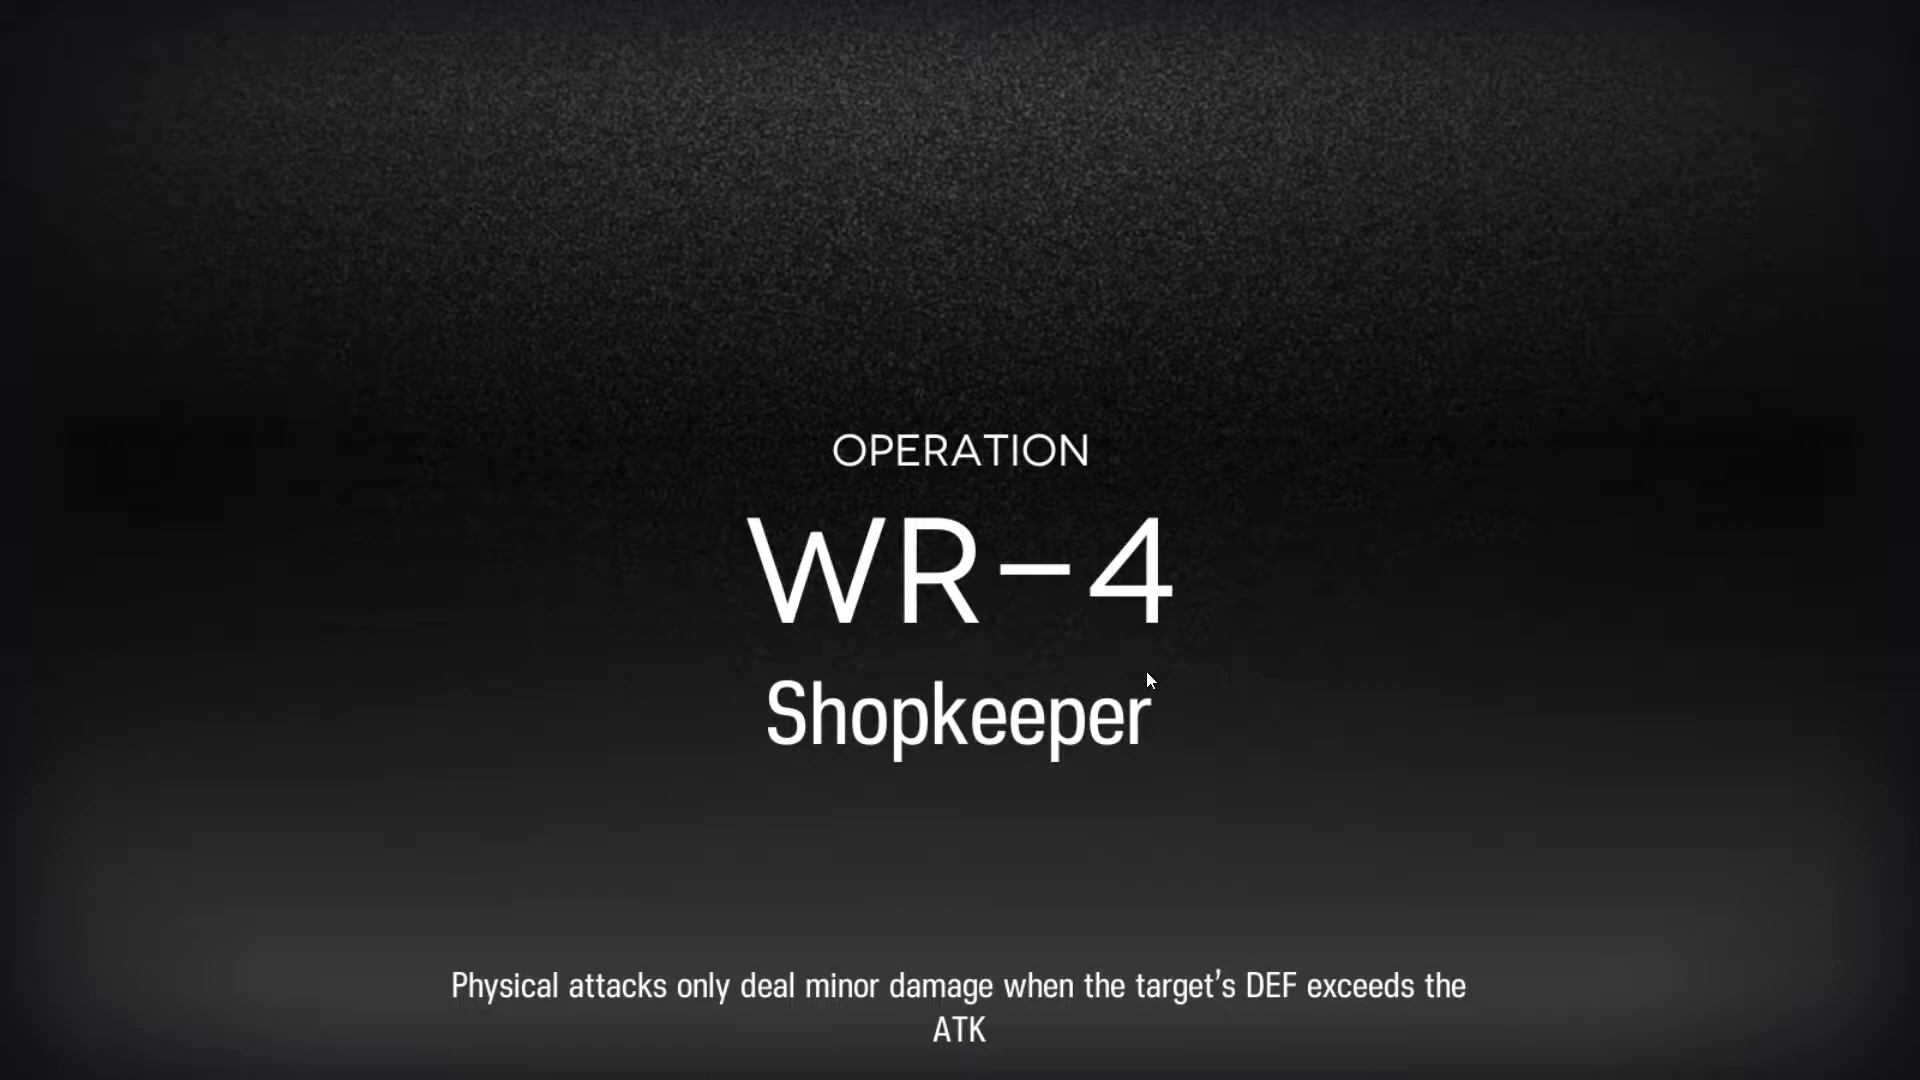 OPERATION
WR-4
Shopkeeper
Physical attacks only deal minor damage when the target's DEF exceeds the
ATK